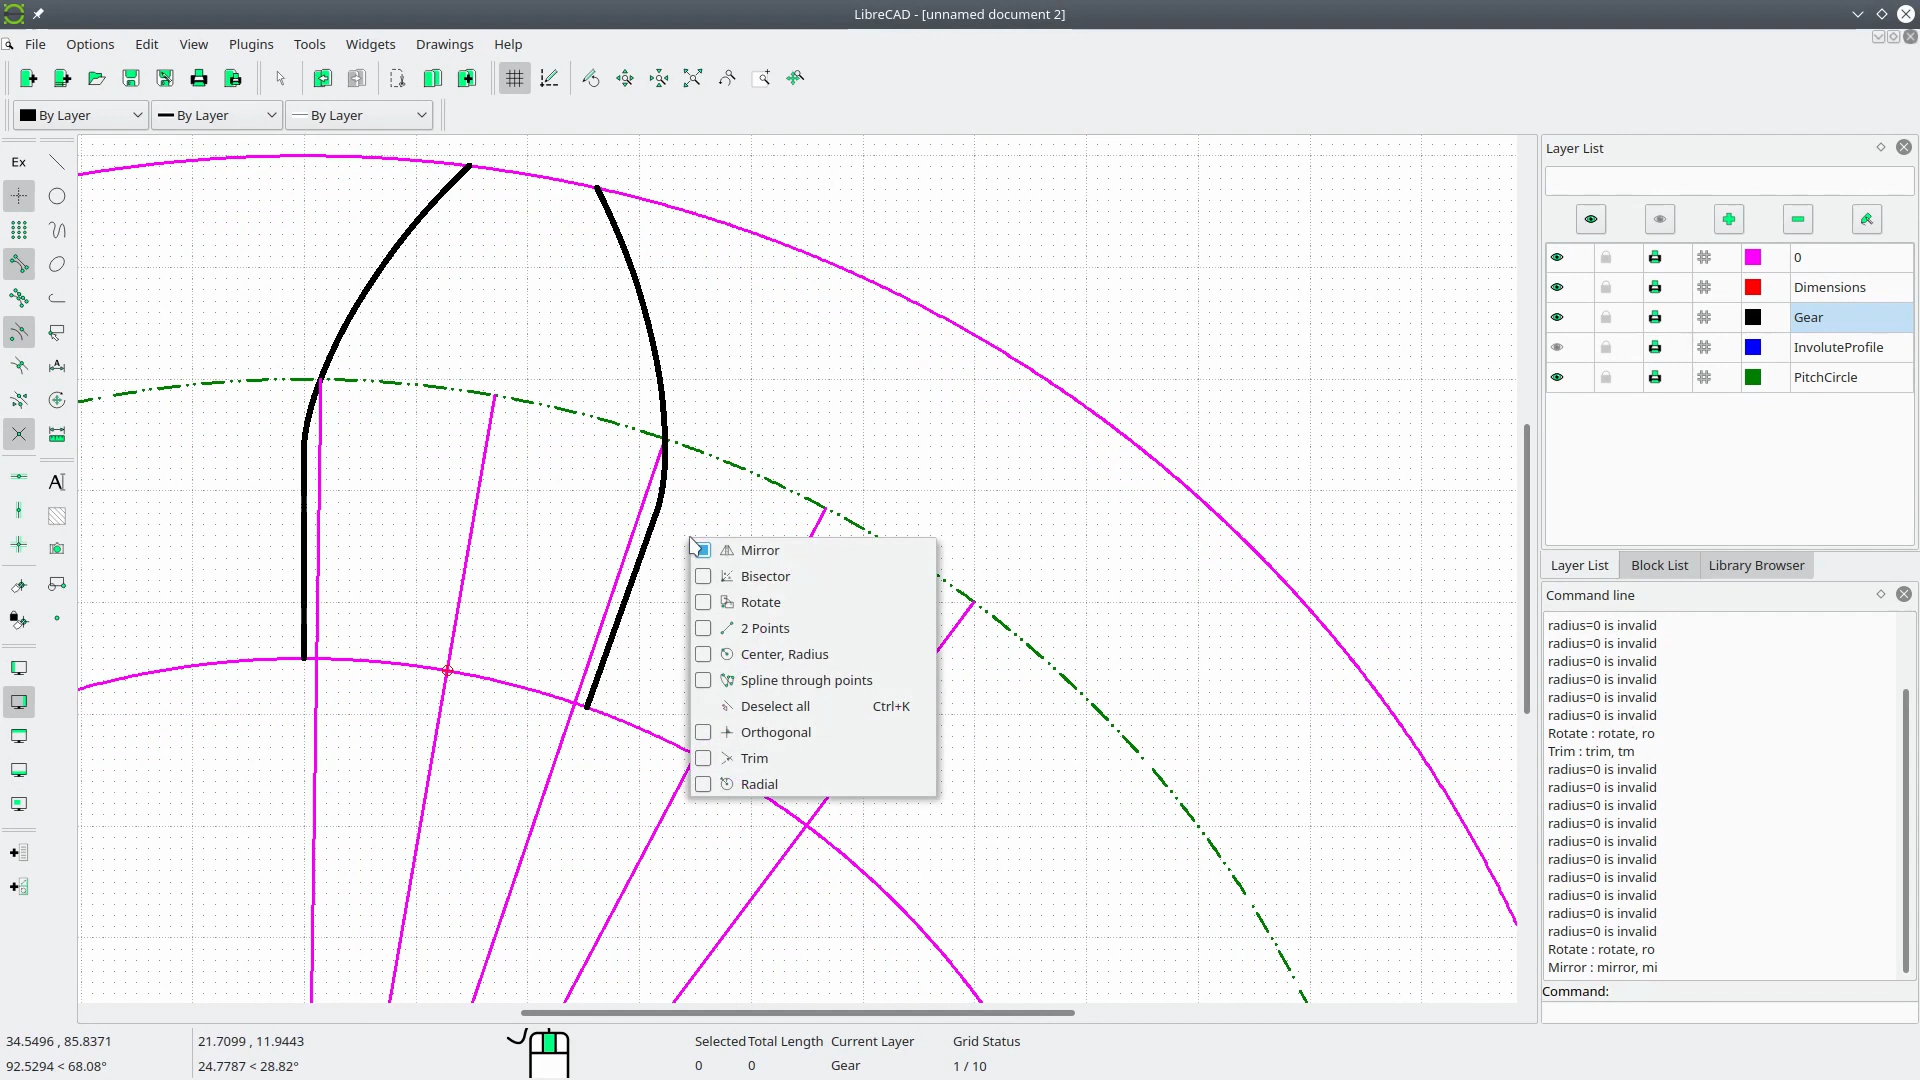 LibreCAD - [unnamed document 2]
File Options Edit View Plugins Tools Widgets Drawings Help
By Layer By Layer By Layer
Ex
Mirror
Bisector
Rotate
2 Points
Center, Radius
Spline through points
Deselect all Ctrl+K
Orthogonal
Trim
Radial
Layer List
0
Dimensions
Gear
InvoluteProfile
PitchCircle
Layer List Block List Library Browser
Command line
radius=0 is invalid
radius=0 is invalid
radius=0 is invalid
radius=0 is invalid
radius=0 is invalid
radius=0 is invalid
Rotate : rotate, ro
Trim : trim, tm
radius=0 is invalid
radius=0 is invalid
radius=0 is invalid
radius=0 is invalid
radius=0 is invalid
radius=0 is invalid
radius=0 is invalid
radius=0 is invalid
radius=0 is invalid
radius=0 is invalid
Rotate : rotate, ro
Mirror : mirror, mi
Command:
34.5496 , 85.8371 21.7099 , 11.9443 Selected Total Length Current Layer Grid Status
92.5294 < 68.08° 24.7787 < 28.82° 0 0 Gear 1 / 10